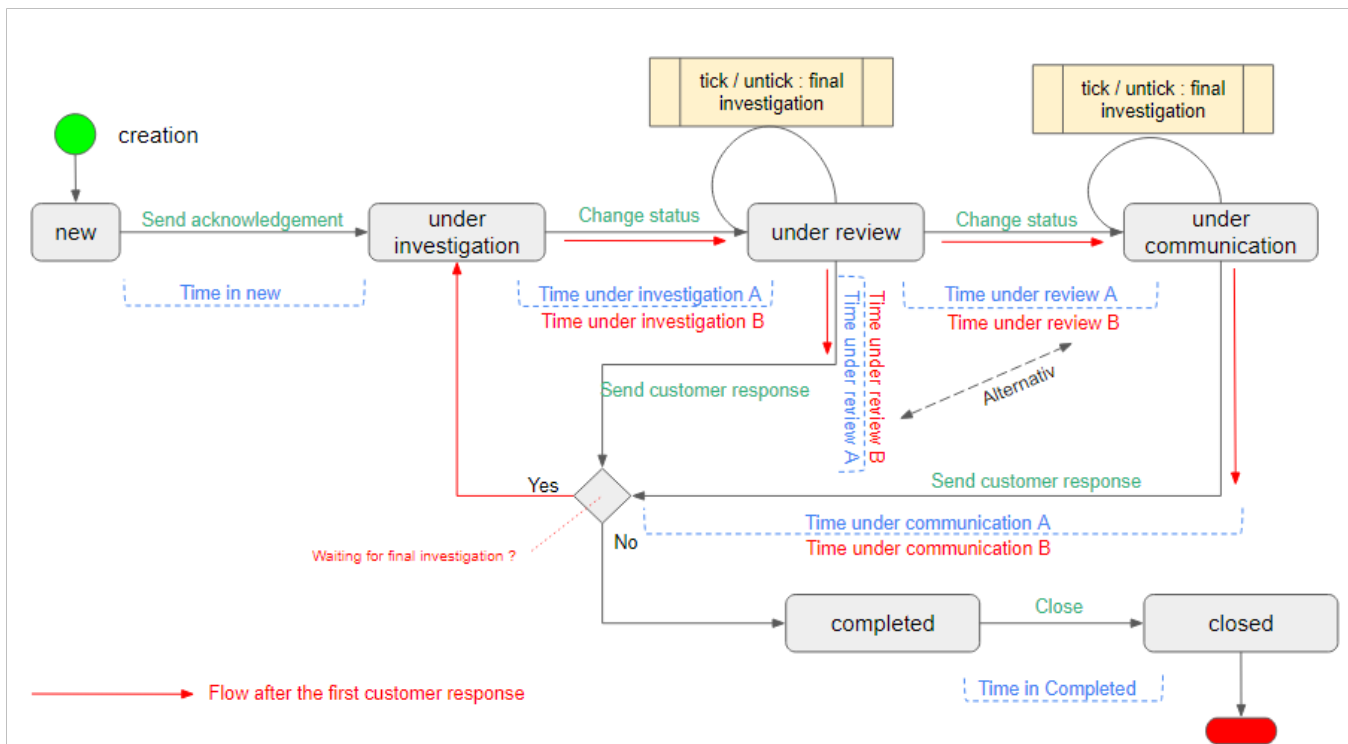 tick / untick : final
investigation
tick / untick : final
investigation
creation
new
Send acknowledgement
under
investigation
Change status
under review
Change status
under
communication
Time in new
Time under investigation A
Time under investigation B
Time under review A
Time under review B
Time under review A
Time under review B
Alternativ
Send customer response
Send customer response
Yes
No
Waiting for final investigation ?
Time under communication A
Time under communication B
completed
Close
closed
Time in Completed
Flow after the first customer response